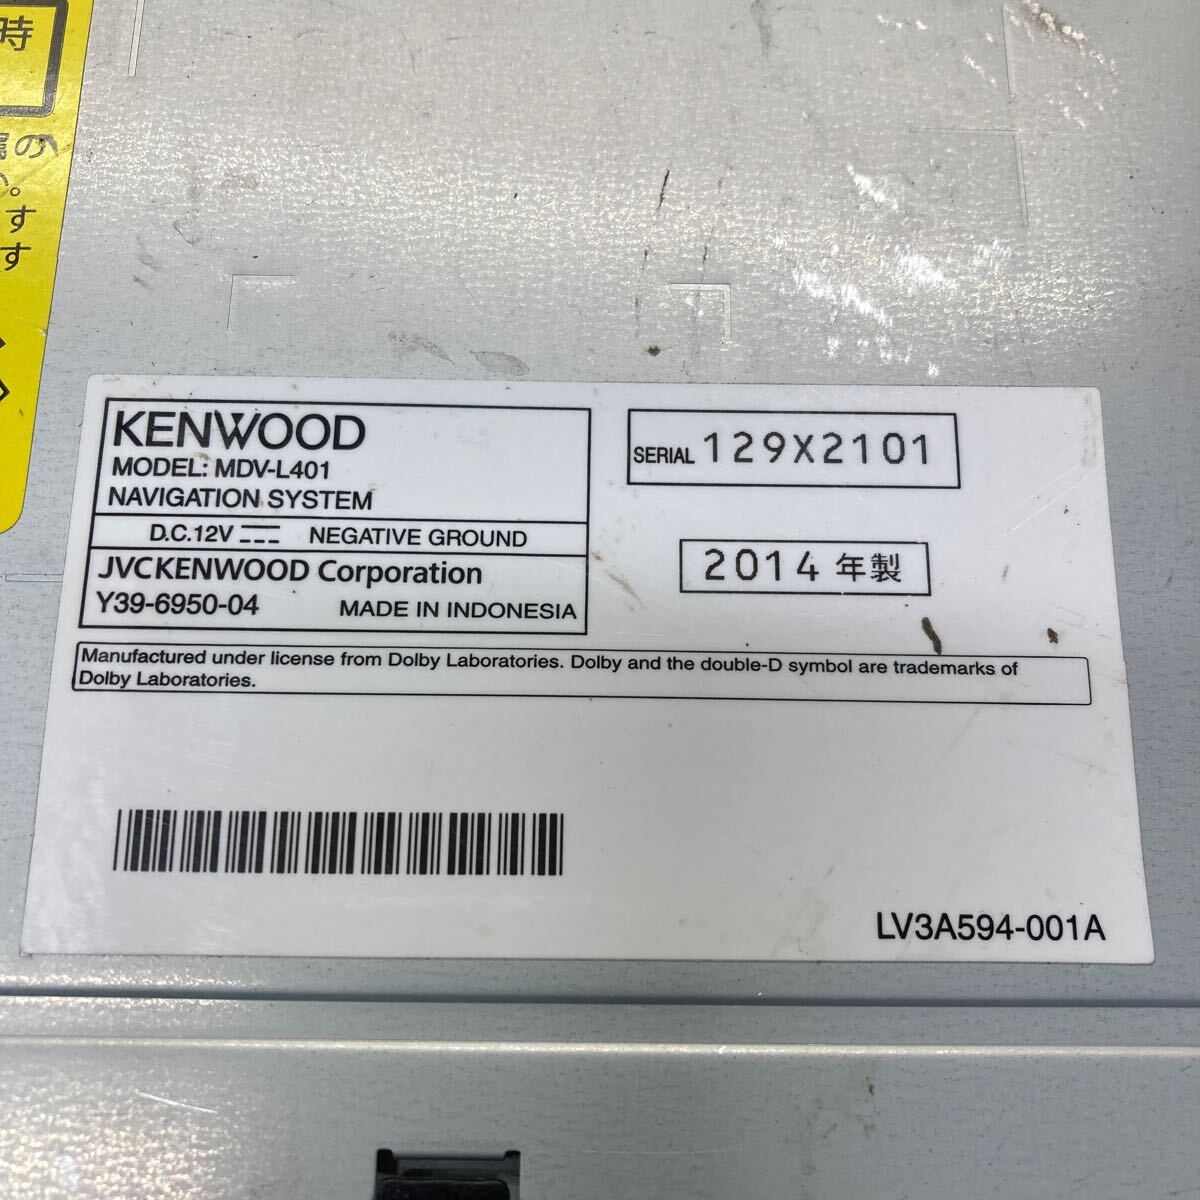 時
の
。
す
す
KENWOOD
MODEL: MDV-L401
NAVIGATION SYSTEM
D.C.12V NEGATIVE GROUND
JVCKENWOOD Corporation
Y39-6950-04 MADE IN INDONESIA
SERIAL 129X2101
2014 年製
Manufactured under license from Dolby Laboratories. Dolby and the double-D symbol are trademarks of
Dolby Laboratories.
LV3A594-001A